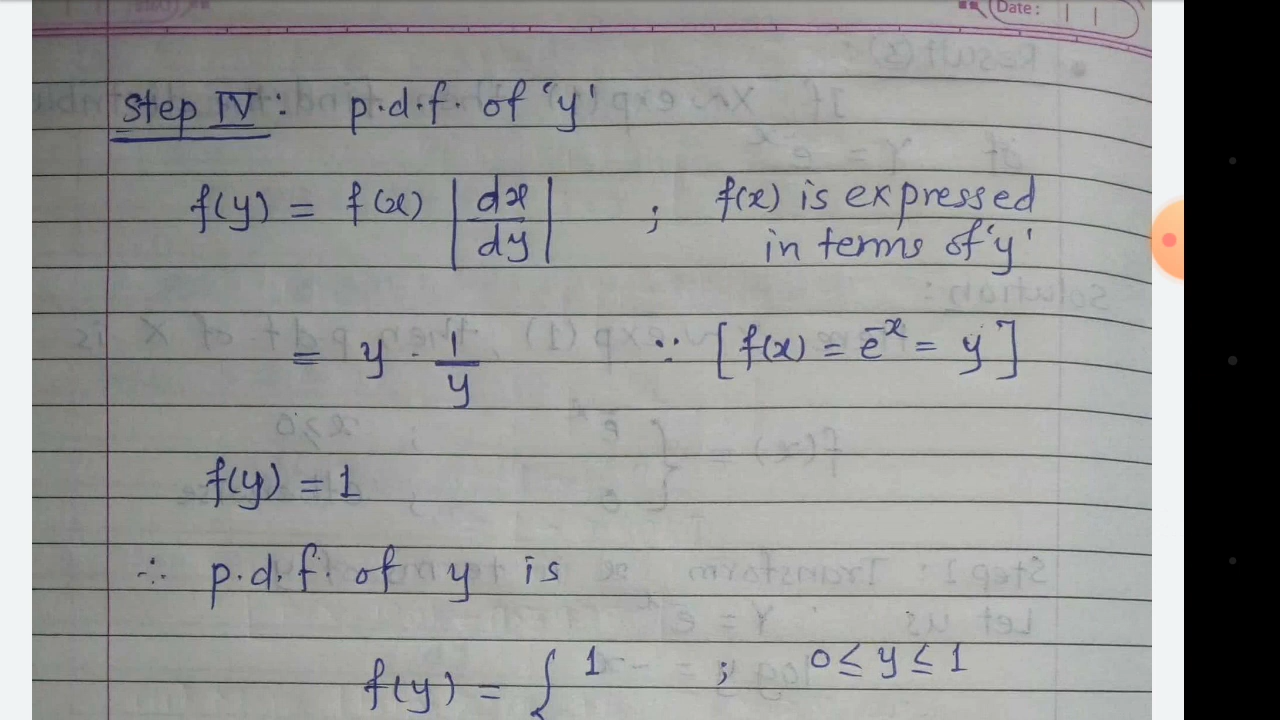 Date:
Step IV: p.d.f. of 'y'
f(y) = f(x) |dx/dy| ; f(x) is expressed
in terms of 'y'
= y · 1/y ∵ [f(x) = e⁻ˣ = y]
f(y) = 1
∴ p.d.f. of y is
f(y) = { 1 ; 0 ≤ y ≤ 1